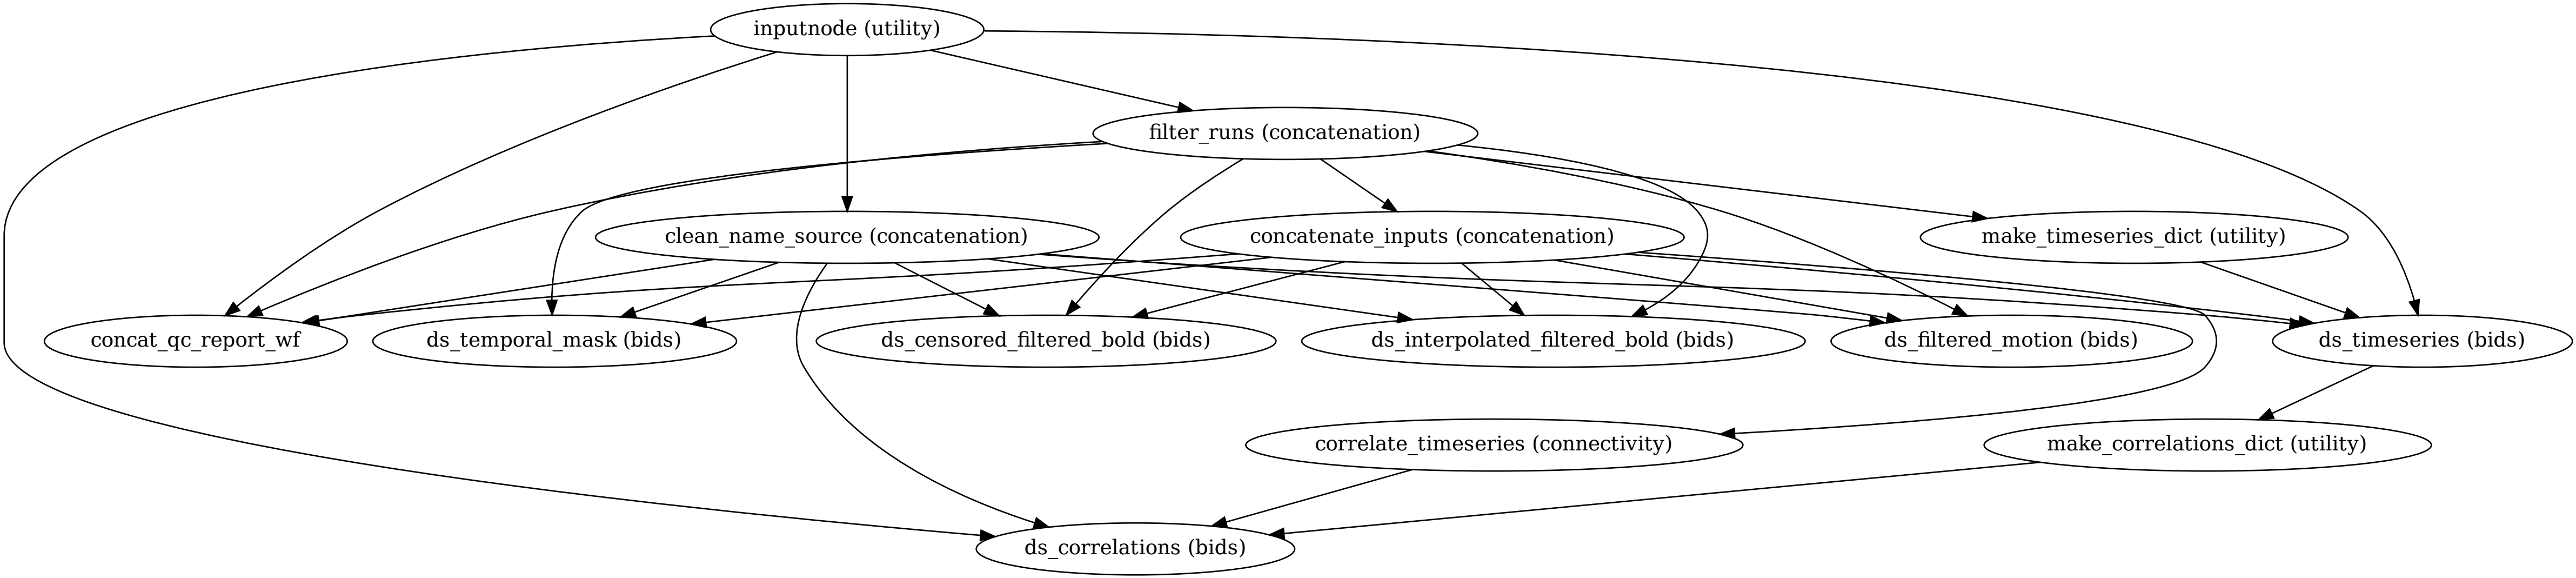 inputnode (utility)
filter_runs (concatenation)
clean_name_source (concatenation)
concatenate_inputs (concatenation)
make_timeseries_dict (utility)
concat_qc_report_wf
ds_temporal_mask (bids)
ds_censored_filtered_bold (bids)
ds_interpolated_filtered_bold (bids)
ds_filtered_motion (bids)
ds_timeseries (bids)
correlate_timeseries (connectivity)
make_correlations_dict (utility)
ds_correlations (bids)